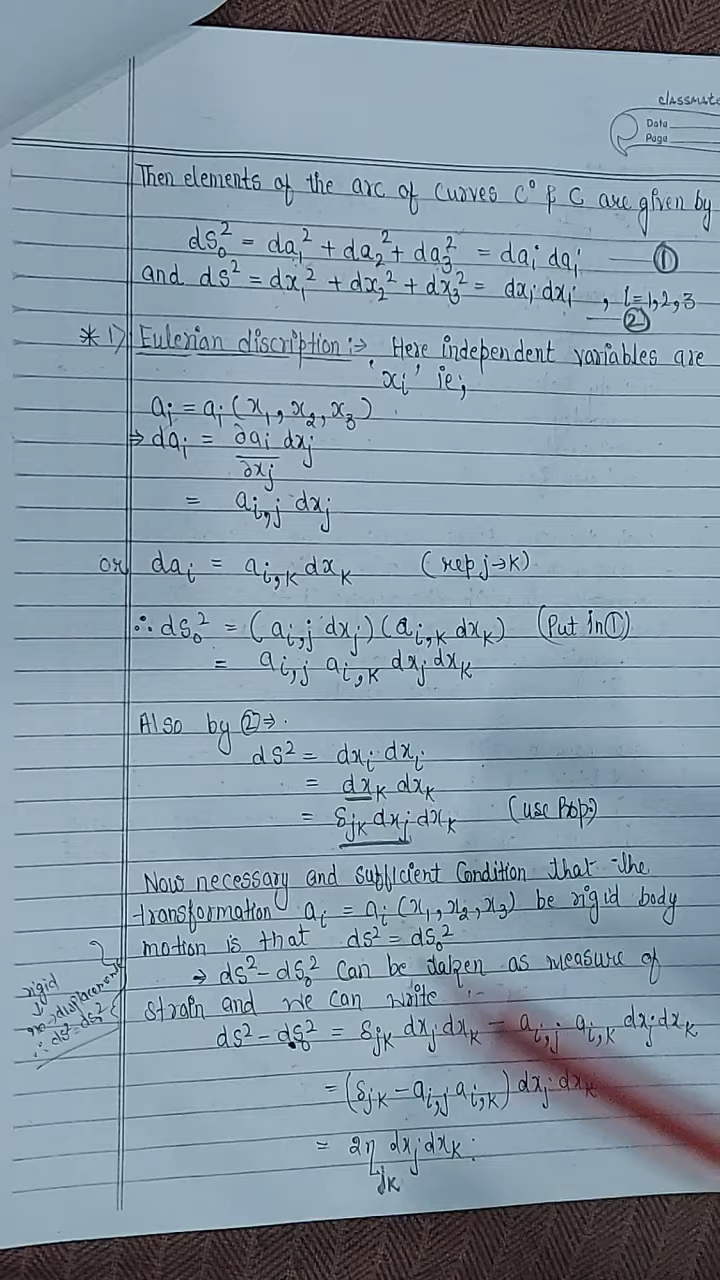 classmate
Date
Page
Then elements of the arc of curves C° & C are given by
ds₀² = da₁² + da₂² + da₃² = daᵢ daᵢ — ①
and ds² = dx₁² + dx₂² + dx₃² = dxᵢ dxᵢ , i=1,2,3
— ②
* 1) Eulerian discription :→ Here independent variables are
'xᵢ' ie;
aᵢ = aᵢ (x₁, x₂, x₃)
⇒ daᵢ = ∂aᵢ/∂xⱼ dxⱼ
= aᵢ,ⱼ dxⱼ
or daᵢ = aᵢ,ₖ dxₖ (rep j→k)
∴ ds₀² = (aᵢ,ⱼ dxⱼ)(aᵢ,ₖ dxₖ) (Put in ①)
= aᵢ,ⱼ aᵢ,ₖ dxⱼ dxₖ
Also by ② ⇒
ds² = dxᵢ dxᵢ
= dxₖ dxₖ
= δⱼₖ dxⱼ dxₖ (use Prop:)
Now necessary and sufficient Condition that the
transformation aᵢ = aᵢ (x₁, x₂, x₃) be rigid body
motion is that ds² = ds₀²
→ ds² - ds₀² can be taken as measure of
strain and we can write :-
rigid
↓
no → displacement
∴ ds² = ds₀²
ds² - ds₀² = δⱼₖ dxⱼ dxₖ - aᵢ,ⱼ aᵢ,ₖ dxⱼ dxₖ
= (δⱼₖ - aᵢ,ⱼ aᵢ,ₖ) dxⱼ dxₖ
= 2ηⱼₖ dxⱼ dxₖ .